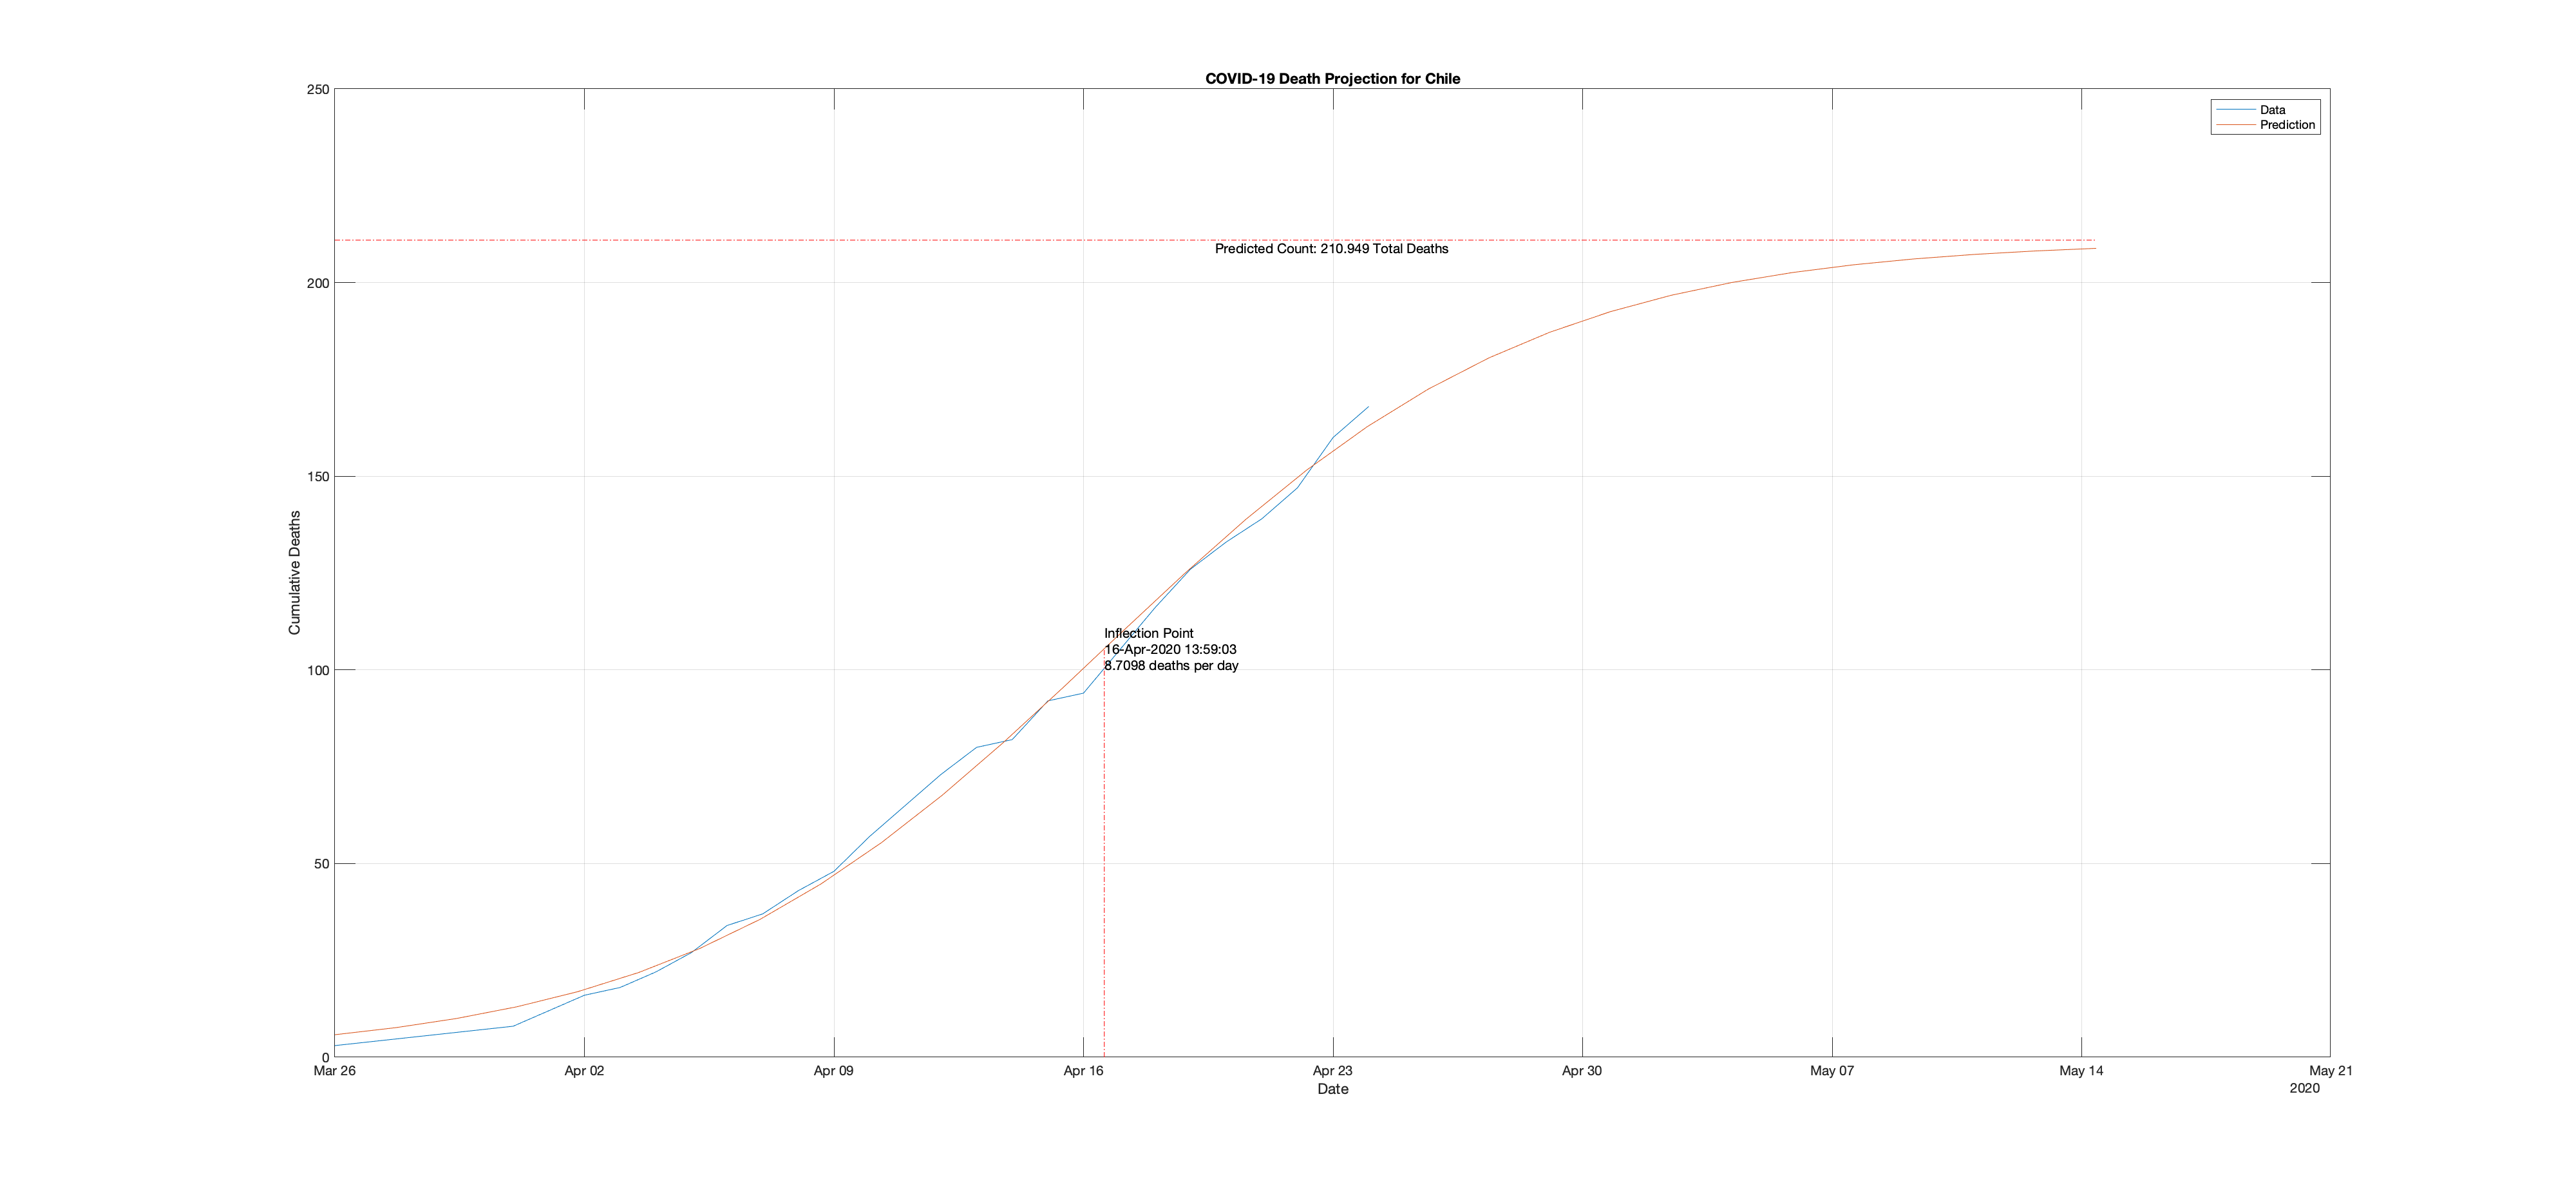 COVID-19 Death Projection for Chile
250
200
150
100
50
0
Cumulative Deaths
Data
Prediction
Predicted Count: 210.949 Total Deaths
Inflection Point
16-Apr-2020 13:59:03
8.7098 deaths per day
Mar 26 Apr 02 Apr 09 Apr 16 Apr 23 Apr 30 May 07 May 14 May 21
Date
2020